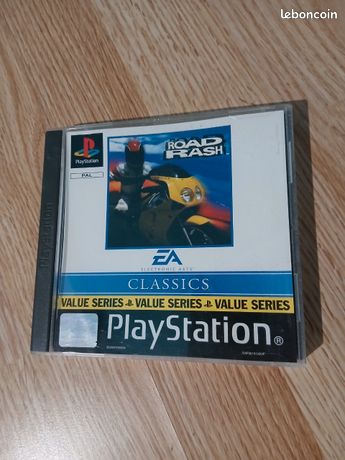 leboncoin
PlayStation
PAL
ROAD
RASH
PlayStation
EA
ELECTRONIC ARTS
CLASSICS
VALUE SERIES VALUE SERIES VALUE SERIES
PlayStation®